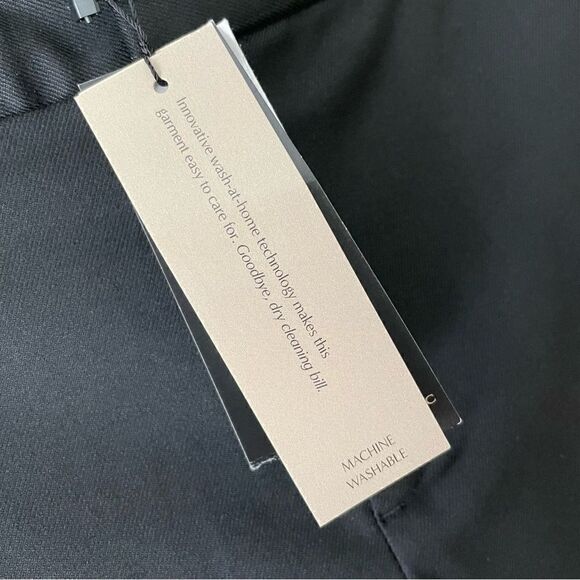 Innovative wash-at-home technology makes this
garment easy to care for. Goodbye, dry cleaning bill.
MACHINE
WASHABLE